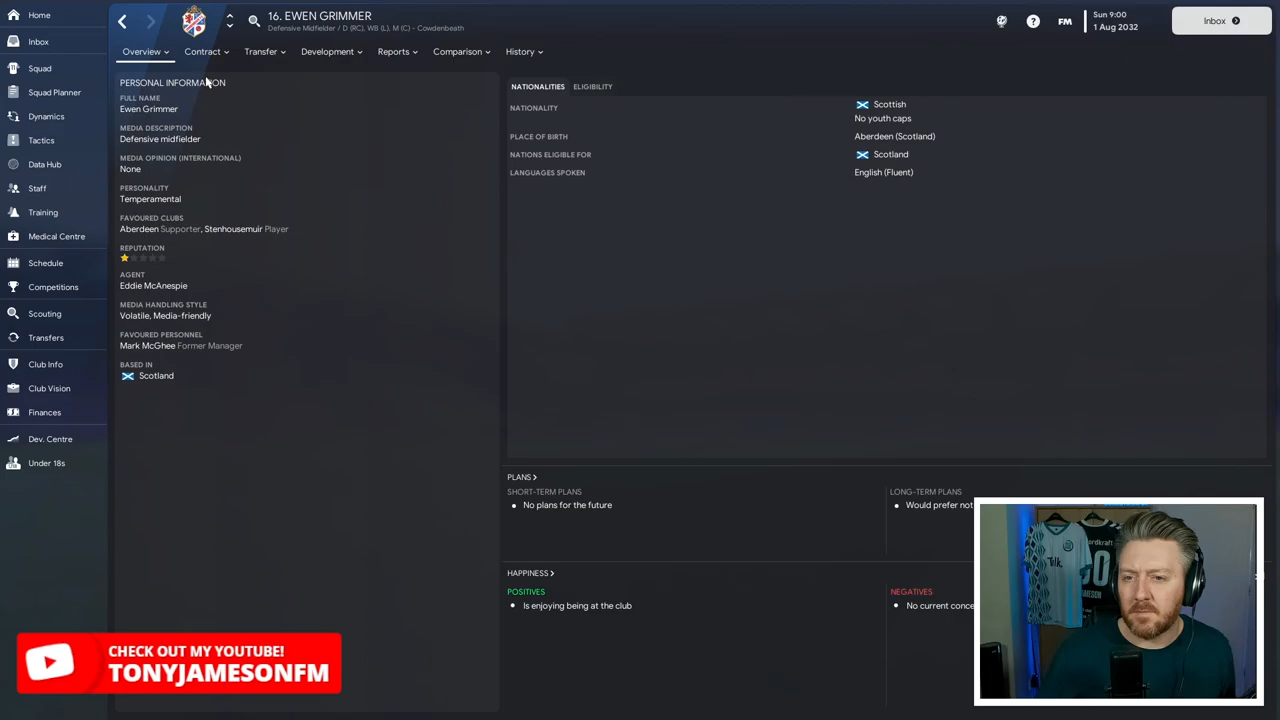 Home
Inbox
Squad
Squad Planner
Dynamics
Tactics
Data Hub
Staff
Training
Medical Centre
Schedule
Competitions
Scouting
Transfers
Club Info
Club Vision
Finances
Dev. Centre
Under 18s
16. EWEN GRIMMER
Defensive Midfielder / D (RC), WB (L), M (C) - Cowdenbeath
FM
Sun 9:00
1 Aug 2032
Inbox
Overview
Contract
Transfer
Development
Reports
Comparison
History
PERSONAL INFORMATION
FULL NAME
Ewen Grimmer
MEDIA DESCRIPTION
Defensive midfielder
MEDIA OPINION (INTERNATIONAL)
None
PERSONALITY
Temperamental
FAVOURED CLUBS
Aberdeen Supporter, Stenhousemuir Player
REPUTATION
AGENT
Eddie McAnespie
MEDIA HANDLING STYLE
Volatile, Media-friendly
FAVOURED PERSONNEL
Mark McGhee Former Manager
BASED IN
Scotland
NATIONALITIES ELIGIBILITY
NATIONALITY
Scottish
No youth caps
PLACE OF BIRTH
Aberdeen (Scotland)
NATIONS ELIGIBLE FOR
Scotland
LANGUAGES SPOKEN
English (Fluent)
PLANS
SHORT-TERM PLANS
No plans for the future
LONG-TERM PLANS
Would prefer not
HAPPINESS
POSITIVES
Is enjoying being at the club
NEGATIVES
No current conce
CHECK OUT MY YOUTUBE!
TONYJAMESONFM
Talk.
ordkraft
00
JAMESON